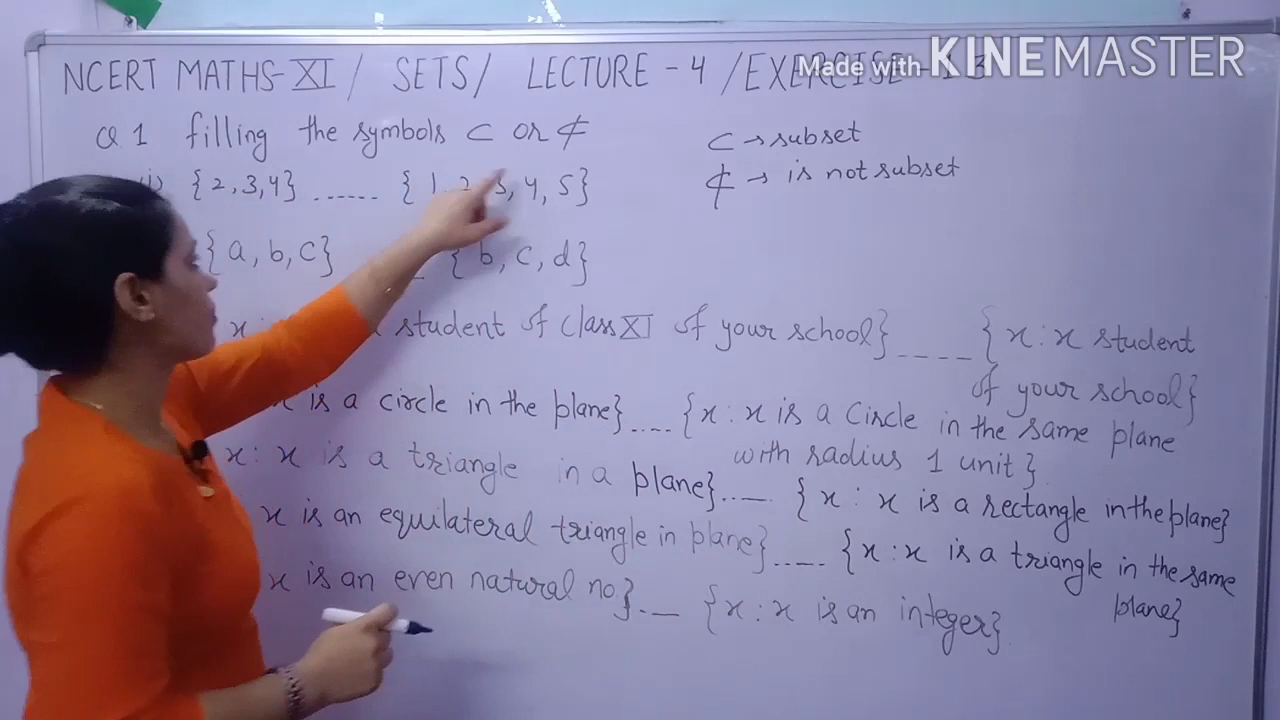 NCERT MATHS-XI / SETS / LECTURE - 4 / EXERCISE - 1.3
Made with KINEMASTER
Q 1 filling the symbols ⊂ or ⊄
⊂ → subset
⊄ → is not subset
{2,3,4} ...... { 1, 2, 3, 4, 5}
{a, b, c} _ { b, c, d}
x: student of class XI of your school} ---- { x : x student of your school}
x is a circle in the plane} .... { x : x is a circle in the same plane with radius 1 unit }
x : x is a triangle in a plane} ..... { x : x is a rectangle in the plane}
x is an equilateral triangle in plane} ..... { x : x is a triangle in the same plane}
x is an even natural no.} .-- { x : x is an integer}